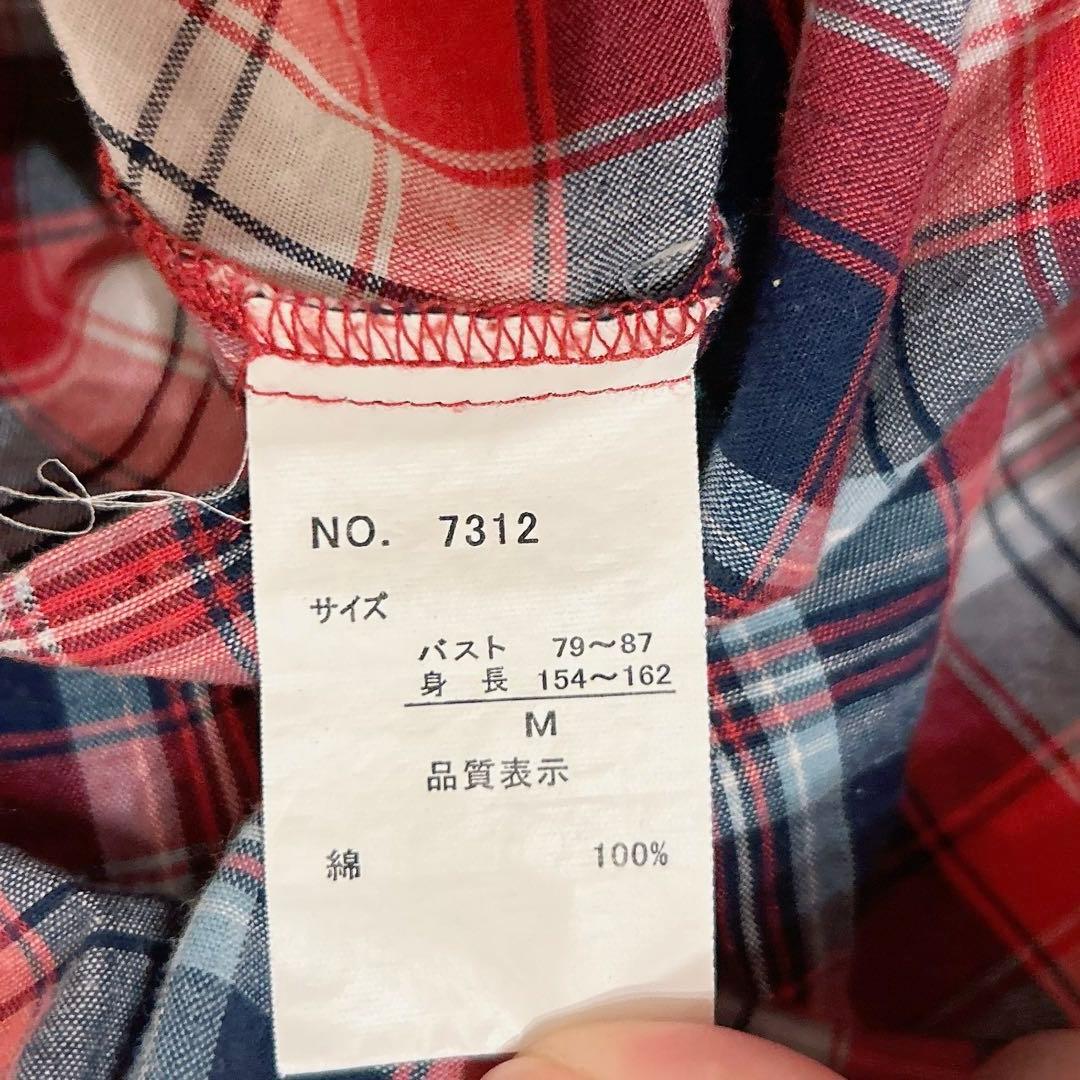 NO. 7312
サイズ
バスト 79～87
身長 154～162
M
品質表示
綿 100%